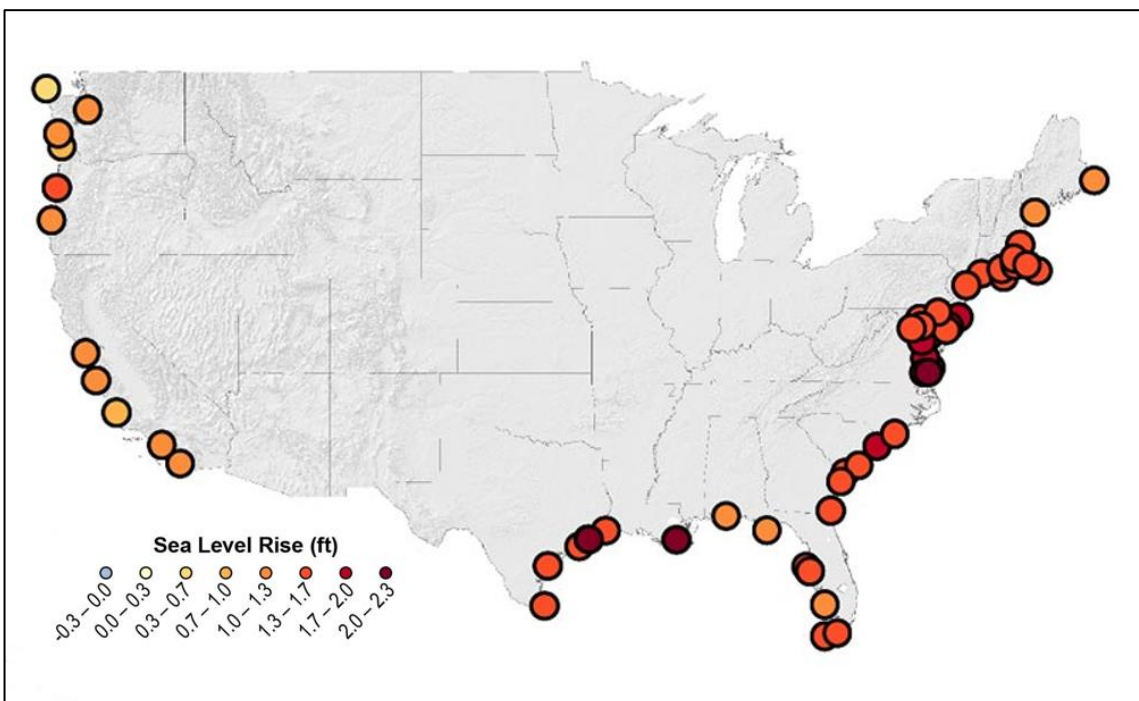 Sea Level Rise (ft)
-0.3 – 0.0
0.0 – 0.3
0.3 – 0.7
0.7 – 1.0
1.0 – 1.3
1.3 – 1.7
1.7 – 2.0
2.0 – 2.3